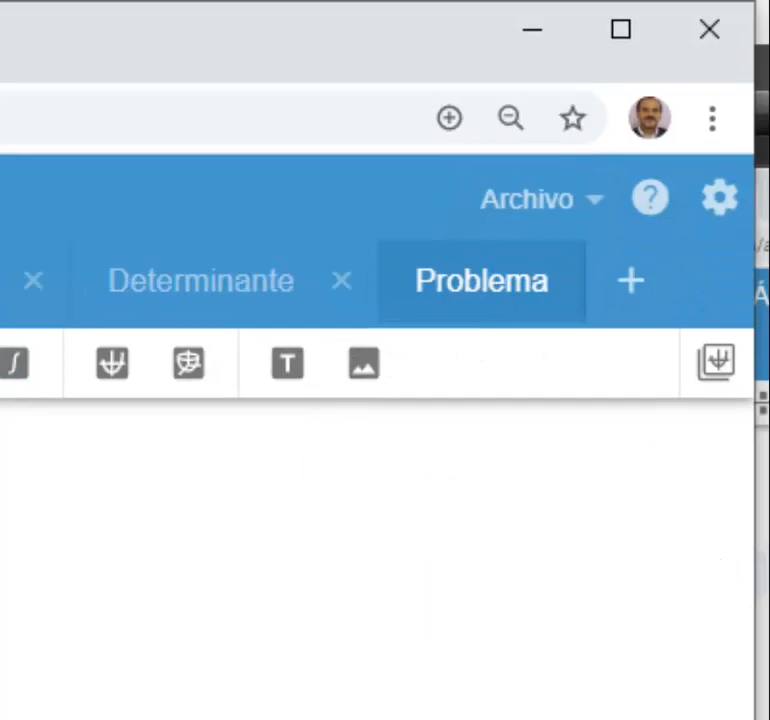 Archivo
Determinante
Problema
T
Á